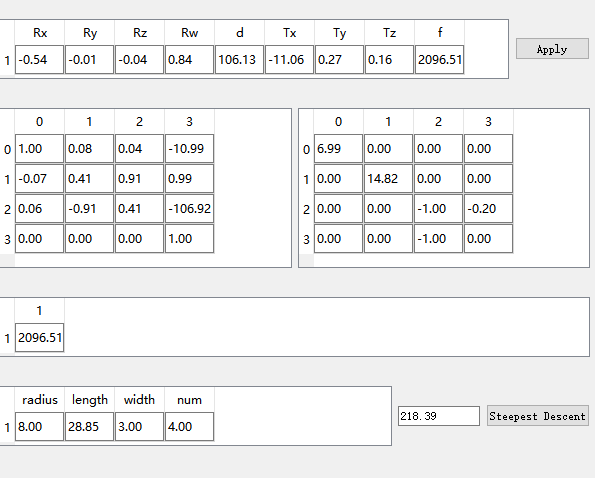 Rx Ry Rz Rw d Tx Ty Tz f
1 -0.54 -0.01 -0.04 0.84 106.13 -11.06 0.27 0.16 2096.51 Apply
0 1 2 3
0 1.00 0.08 0.04 -10.99
1 -0.07 0.41 0.91 0.99
2 0.06 -0.91 0.41 -106.92
3 0.00 0.00 0.00 1.00
0 1 2 3
0 6.99 0.00 0.00 0.00
1 0.00 14.82 0.00 0.00
2 0.00 0.00 -1.00 -0.20
3 0.00 0.00 -1.00 0.00
1
1 2096.51
radius length width num
1 8.00 28.85 3.00 4.00 218.39 Steepest Descent